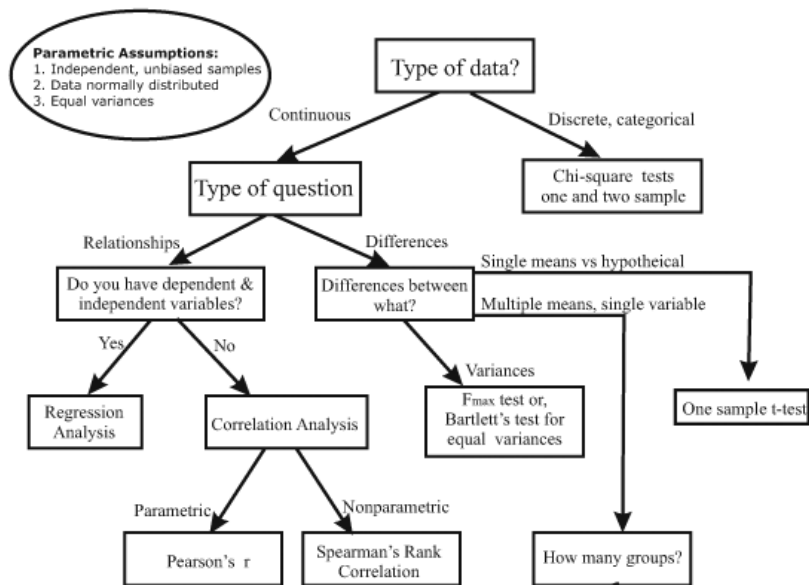 Parametric Assumptions:
1. Independent, unbiased samples
2. Data normally distributed
3. Equal variances
Type of data?
Continuous
Discrete, categorical
Type of question
Chi-square tests
one and two sample
Relationships
Differences
Do you have dependent &
independent variables?
Differences between
what?
Single means vs hypotheical
Multiple means, single variable
Yes
No
Variances
Regression
Analysis
Correlation Analysis
Fmax test or,
Bartlett's test for
equal variances
One sample t-test
Parametric
Nonparametric
Pearson's r
Spearman's Rank
Correlation
How many groups?